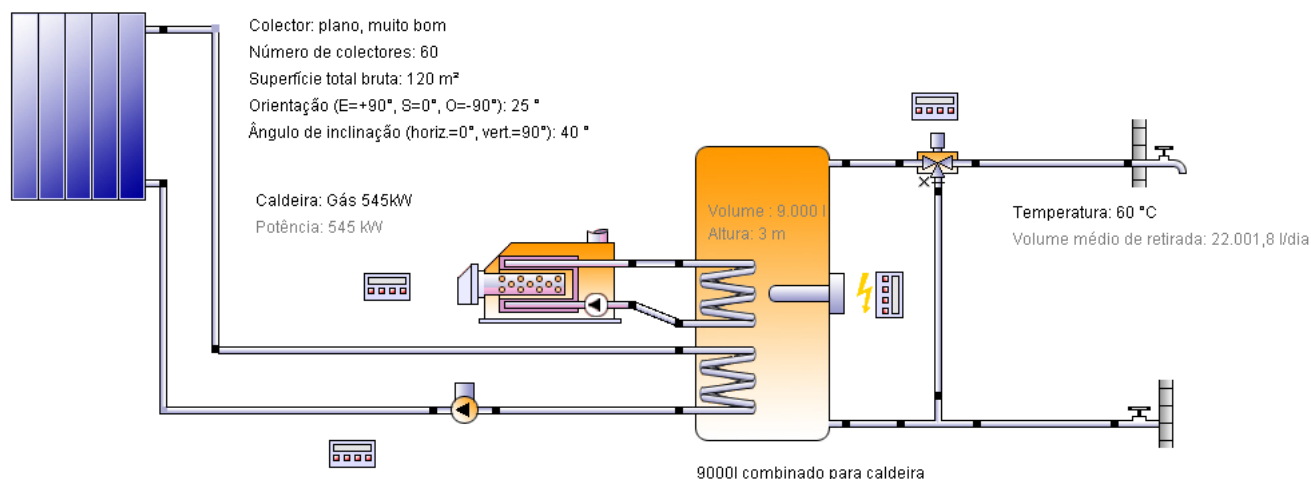 Colector: plano, muito bom
Número de colectores: 60
Superfície total bruta: 120 m²
Orientação (E=+90°, S=0°, O=-90°): 25 °
Ângulo de inclinação (horiz.=0°, vert.=90°): 40 °
Caldeira: Gás 545kW
Potência: 545 kW
Volume : 9.000 l
Altura: 3 m
Temperatura: 60 °C
Volume médio de retirada: 22.001,8 l/dia
9000l combinado para caldeira